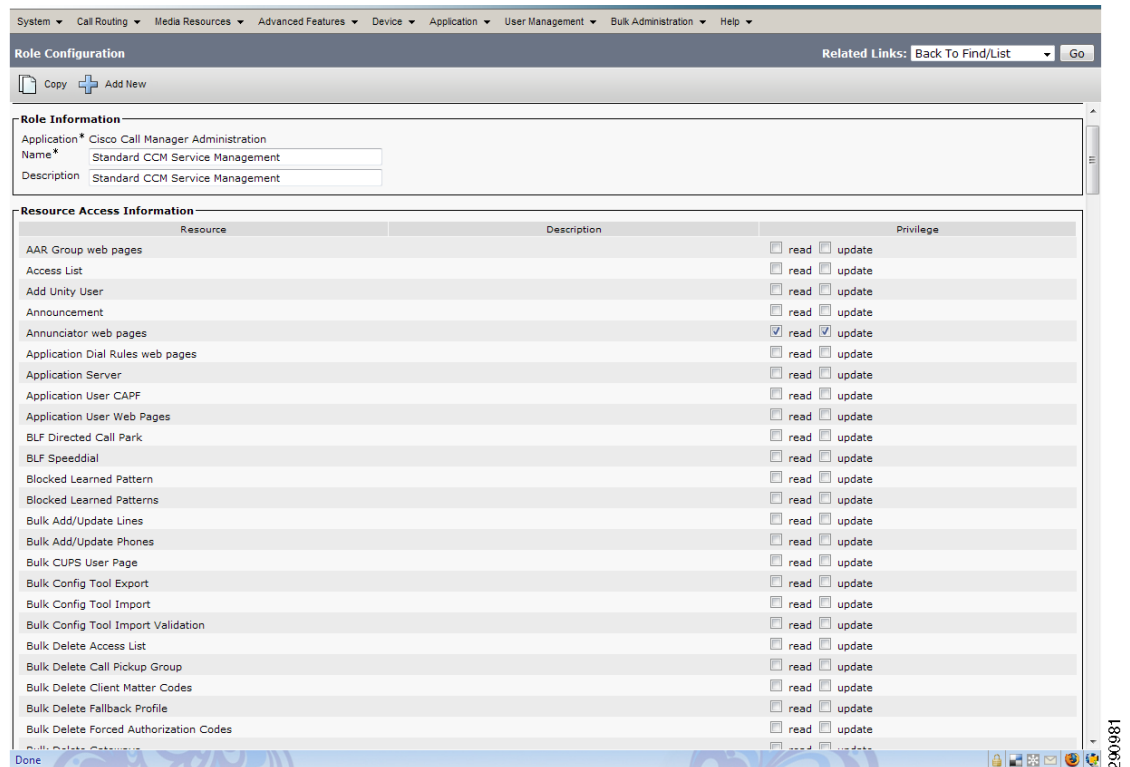 System Call Routing Media Resources Advanced Features Device Application User Management Bulk Administration Help
Role Configuration Related Links: Back To Find/List Go
Copy Add New
Role Information
Application* Cisco Call Manager Administration
Name* Standard CCM Service Management
Description Standard CCM Service Management
Resource Access Information
Resource Description Privilege
AAR Group web pages read update
Access List read update
Add Unity User read update
Announcement read update
Annunciator web pages read update
Application Dial Rules web pages read update
Application Server read update
Application User CAPF read update
Application User Web Pages read update
BLF Directed Call Park read update
BLF Speeddial read update
Blocked Learned Pattern read update
Blocked Learned Patterns read update
Bulk Add/Update Lines read update
Bulk Add/Update Phones read update
Bulk CUPS User Page read update
Bulk Config Tool Export read update
Bulk Config Tool Import read update
Bulk Config Tool Import Validation read update
Bulk Delete Access List read update
Bulk Delete Call Pickup Group read update
Bulk Delete Client Matter Codes read update
Bulk Delete Fallback Profile read update
Bulk Delete Forced Authorization Codes read update
Bulk Delete Gateways read update
Done
290981